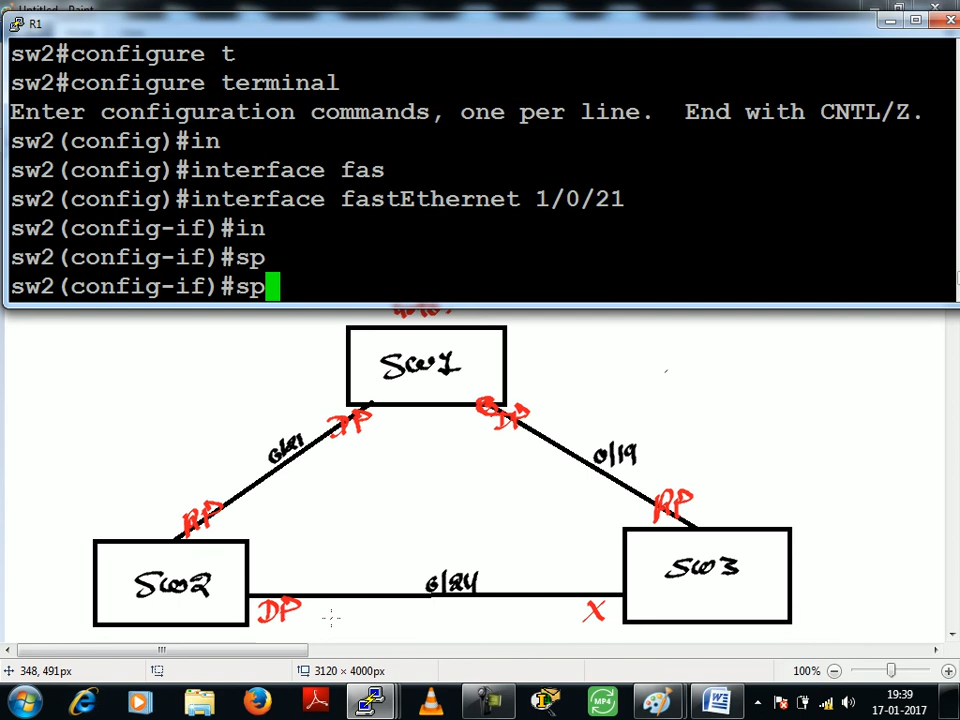 Untitled - Paint
R1
sw2#configure t
sw2#configure terminal
Enter configuration commands, one per line.  End with CNTL/Z.
sw2(config)#in
sw2(config)#interface fas
sw2(config)#interface fastEthernet 1/0/21
sw2(config-if)#in
sw2(config-if)#sp
sw2(config-if)#sp
SW1
DP
DP
0/21
0/19
RP
RP
SW2
SW3
0/24
DP
X
348, 491px
3120 × 4000px
100%
MP4
19:39
17-01-2017